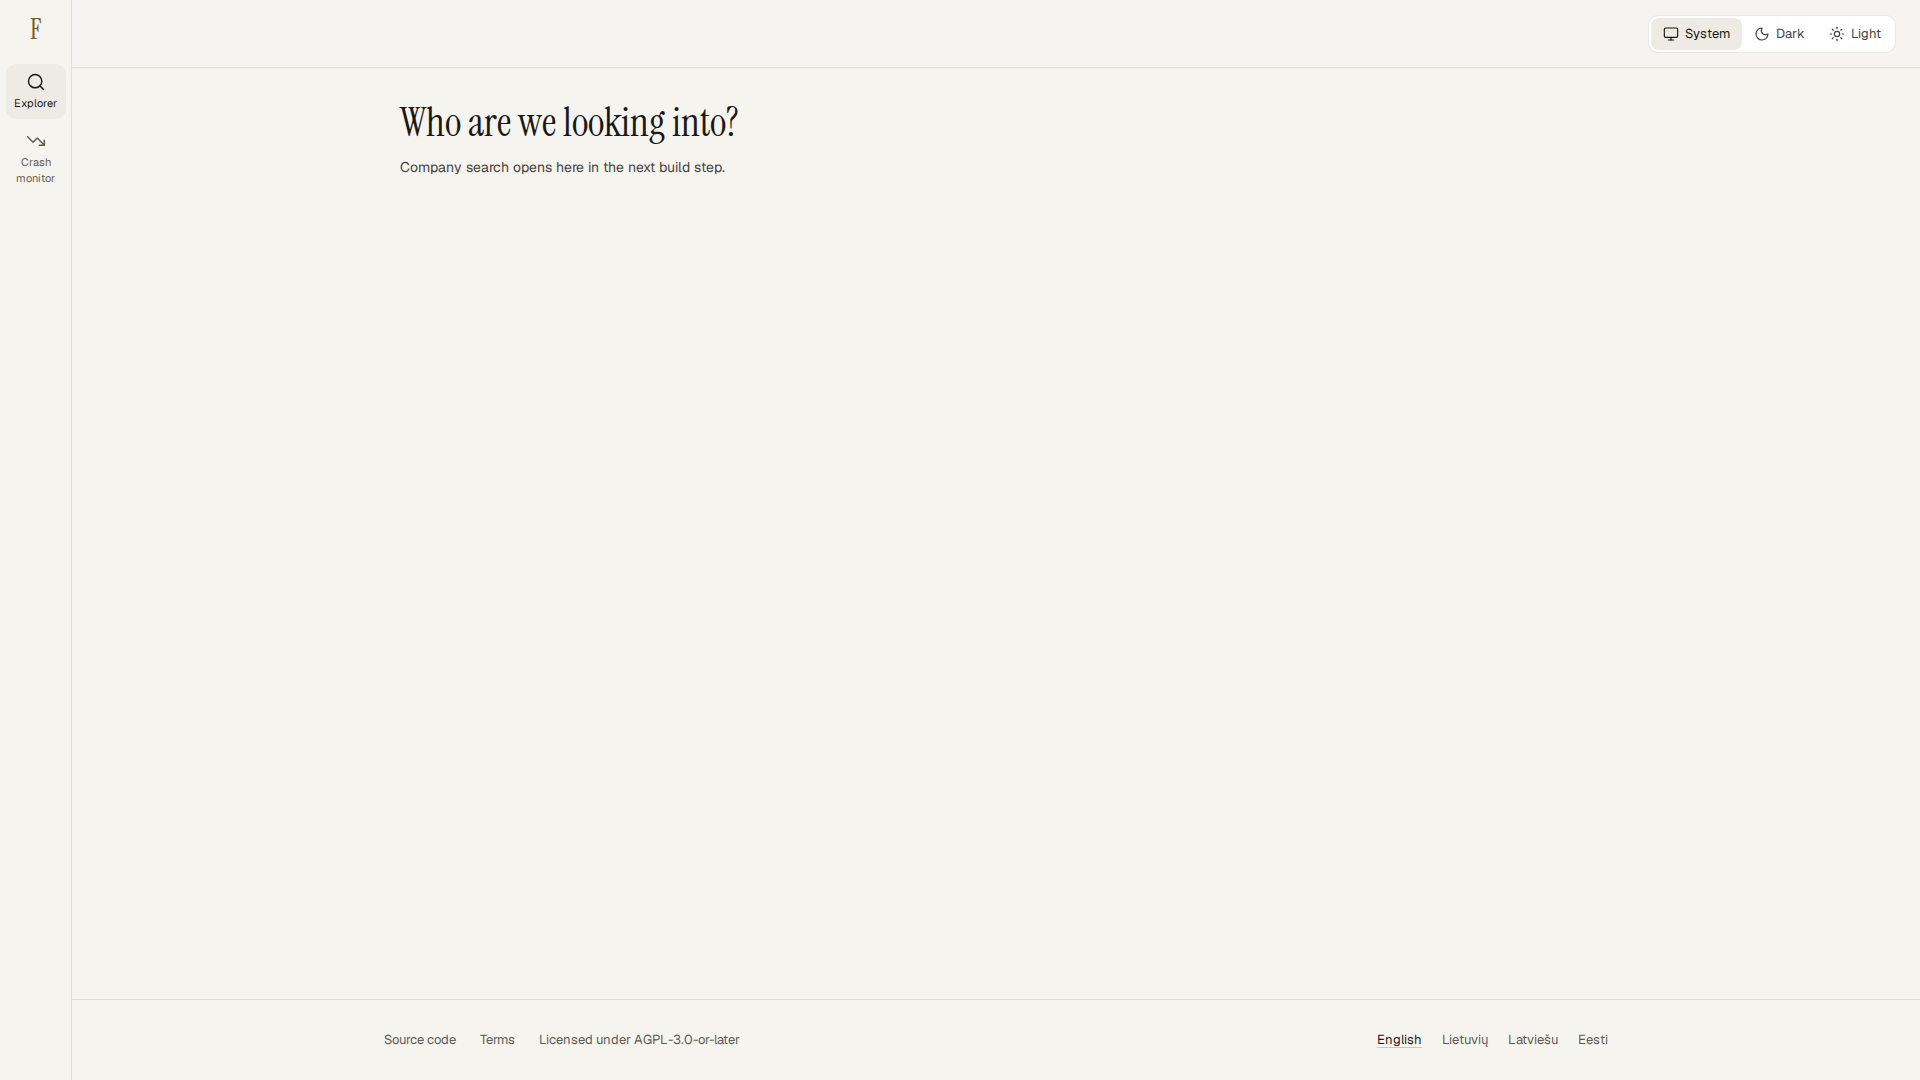 F
System
Dark
Light
Explorer
Crash
monitor
Who are we looking into?
Company search opens here in the next build step.
Source code
Terms
Licensed under AGPL-3.0-or-later
English
Lietuvių
Latviešu
Eesti